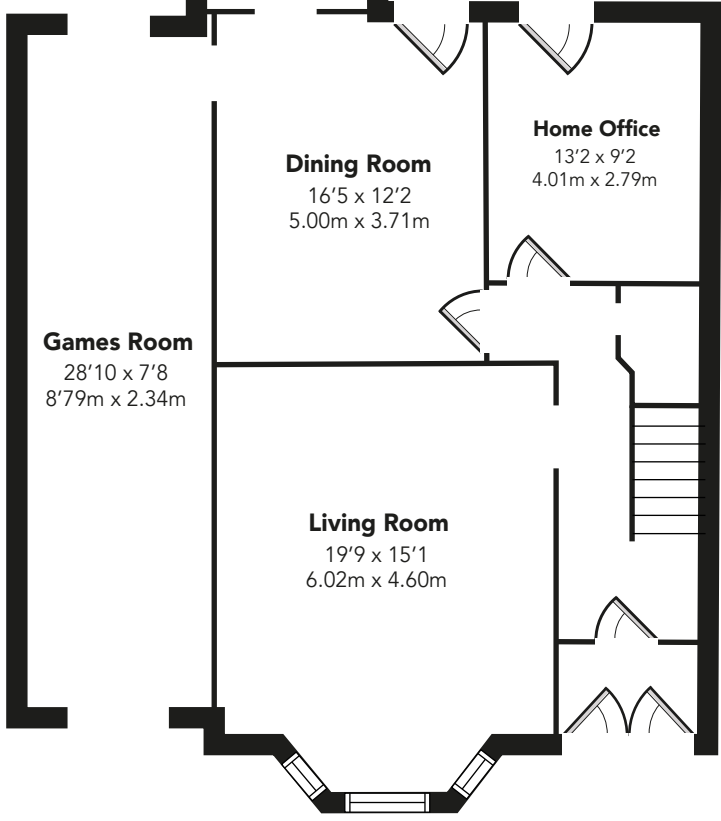 Home Office
13’2 x 9’2
4.01m x 2.79m
Dining Room
16’5 x 12’2
5.00m x 3.71m
Games Room
28’10 x 7’8
8’79m x 2.34m
Living Room
19’9 x 15’1
6.02m x 4.60m